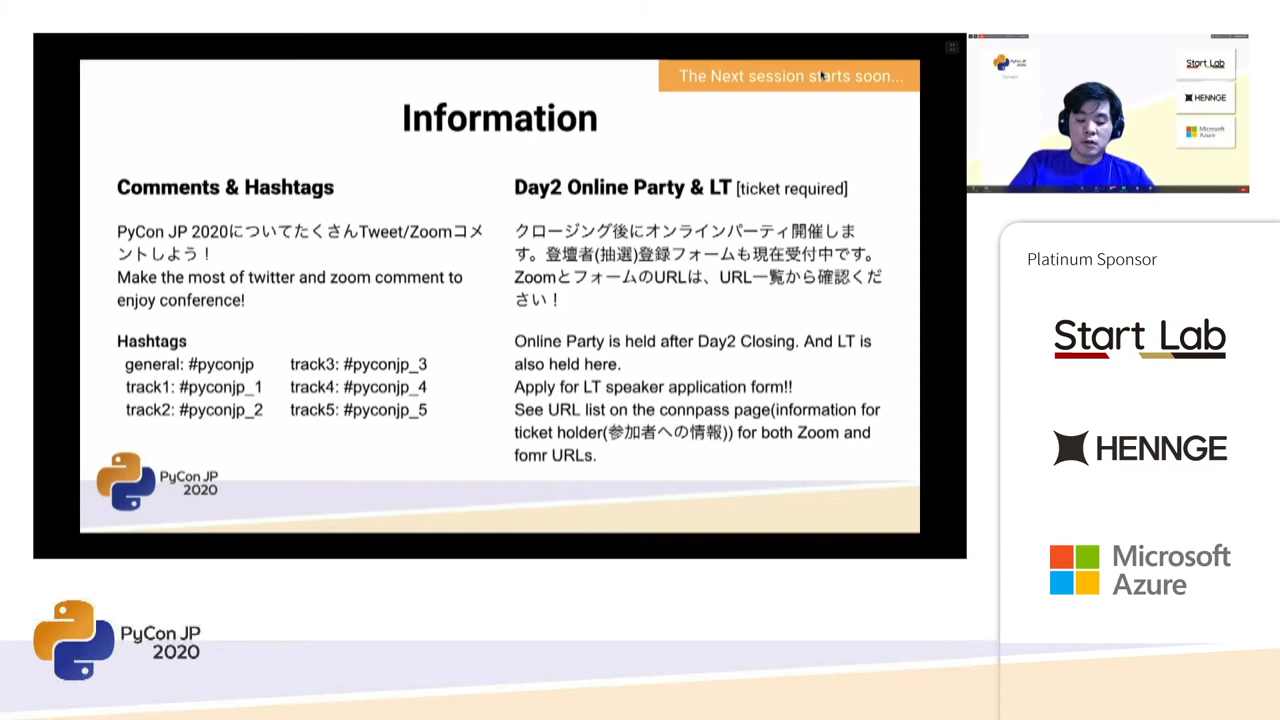 The Next session starts soon...
Information
Comments & Hashtags
PyCon JP 2020についてたくさんTweet/Zoomコメ
ントしよう！
Make the most of twitter and zoom comment to
enjoy conference!
Hashtags
general: #pyconjp
track1: #pyconjp_1
track2: #pyconjp_2
track3: #pyconjp_3
track4: #pyconjp_4
track5: #pyconjp_5
Day2 Online Party & LT [ticket required]
クロージング後にオンラインパーティ開催しま
す。登壇者(抽選)登録フォームも現在受付中です。
ZoomとフォームのURLは、URL一覧から確認くだ
さい！
Online Party is held after Day2 Closing. And LT is
also held here.
Apply for LT speaker application form!!
See URL list on the connpass page(information for
ticket holder(参加者への情報)) for both Zoom and
fomr URLs.
PyCon JP
2020
Start Lab
HENNGE
Microsoft
Azure
Platinum Sponsor
Start Lab
HENNGE
Microsoft
Azure
PyCon JP
2020